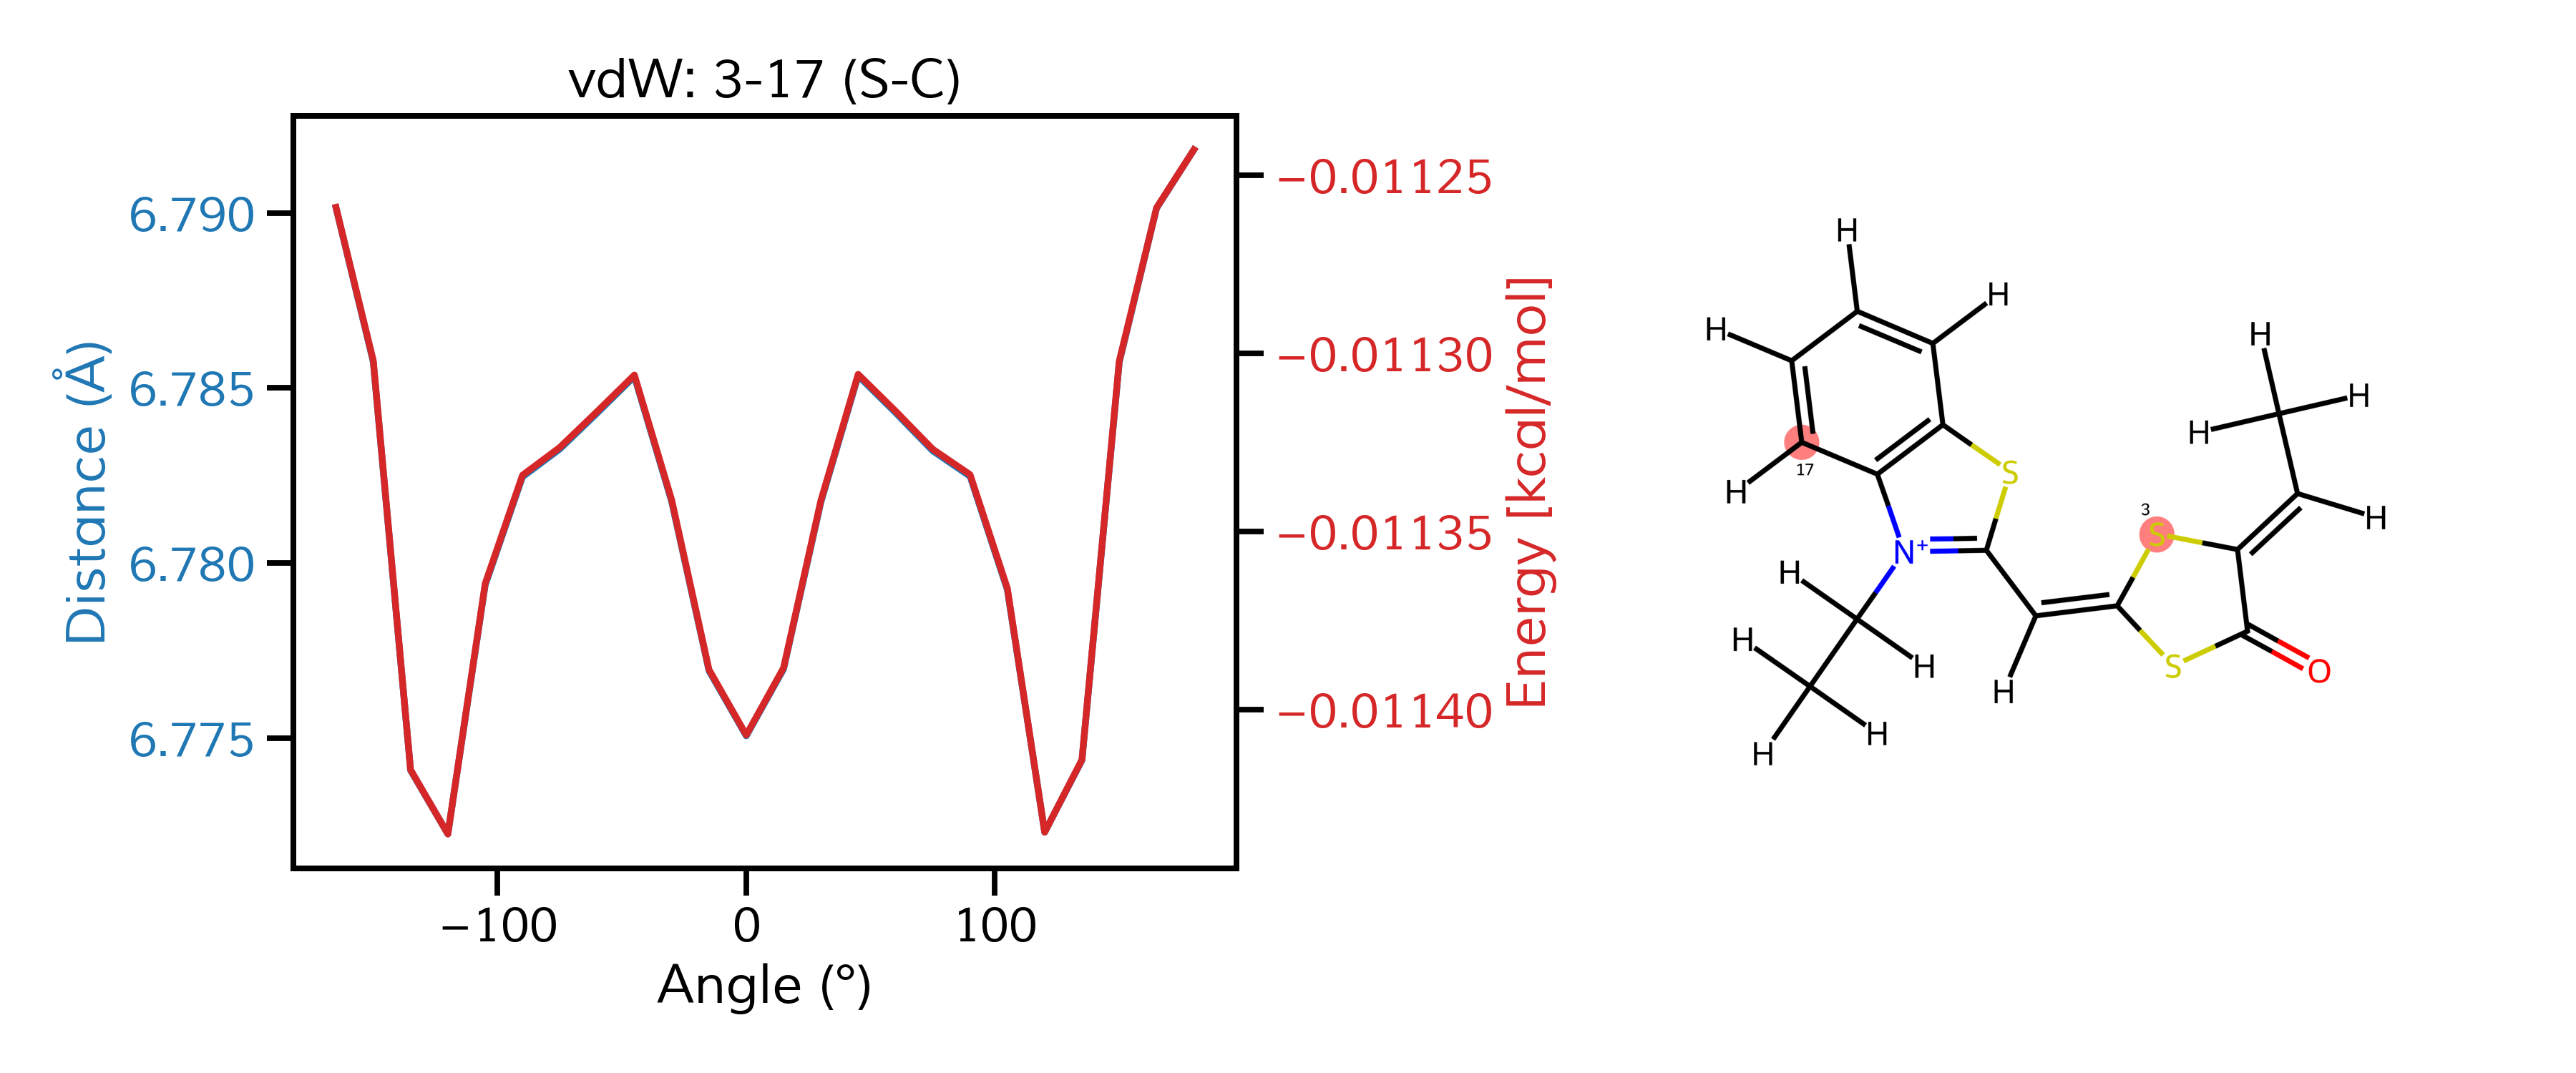 vdW: 3-17 (S-C)
Distance (Å)
6.790
6.785
6.780
6.775
−0.01125
−0.01130
−0.01135
−0.01140
Energy [kcal/mol]
−100
0
100
Angle (°)
H
H
H
H
17
H
S
3
S
N+
H
H
H
H
H
H
H
H
H
H
H
S
O